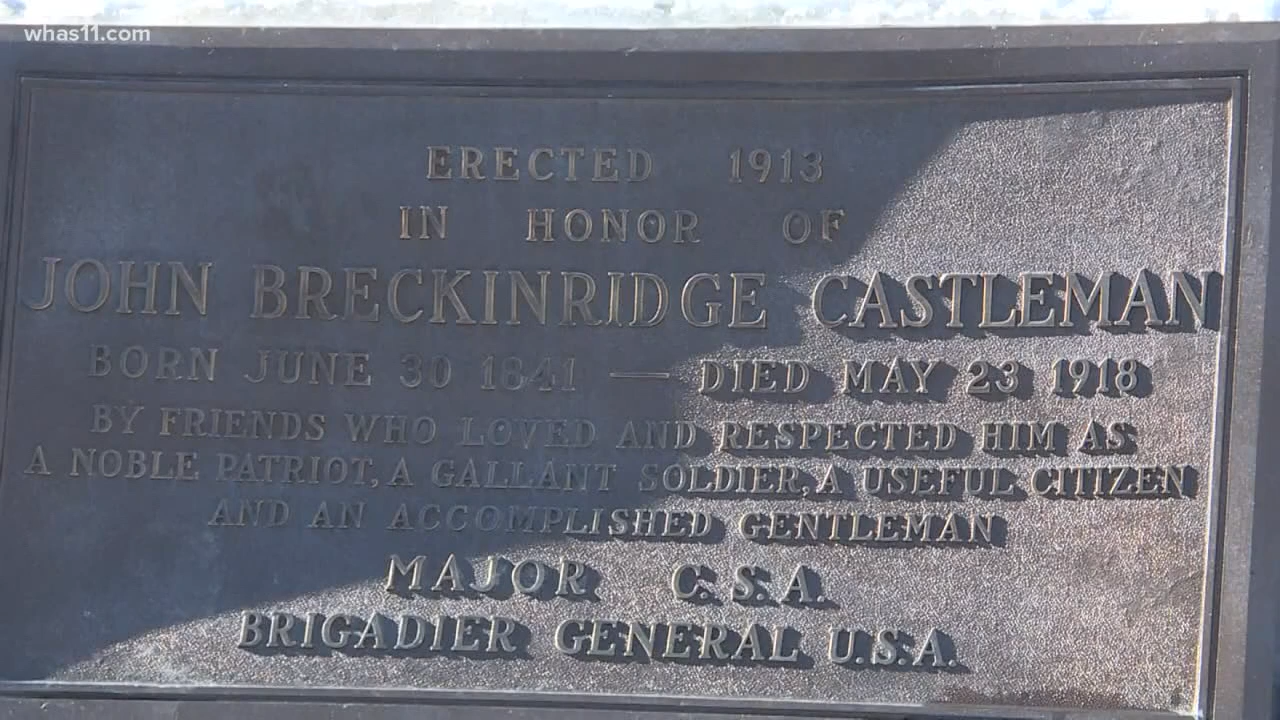 whas11.com
ERECTED 1913
IN HONOR OF
JOHN BRECKINRIDGE CASTLEMAN
BORN JUNE 30 1841 — DIED MAY 23 1918
BY FRIENDS WHO LOVED AND RESPECTED HIM AS
A NOBLE PATRIOT, A GALLANT SOLDIER, A USEFUL CITIZEN
AND AN ACCOMPLISHED GENTLEMAN
MAJOR C.S.A.
BRIGADIER GENERAL U.S.A.